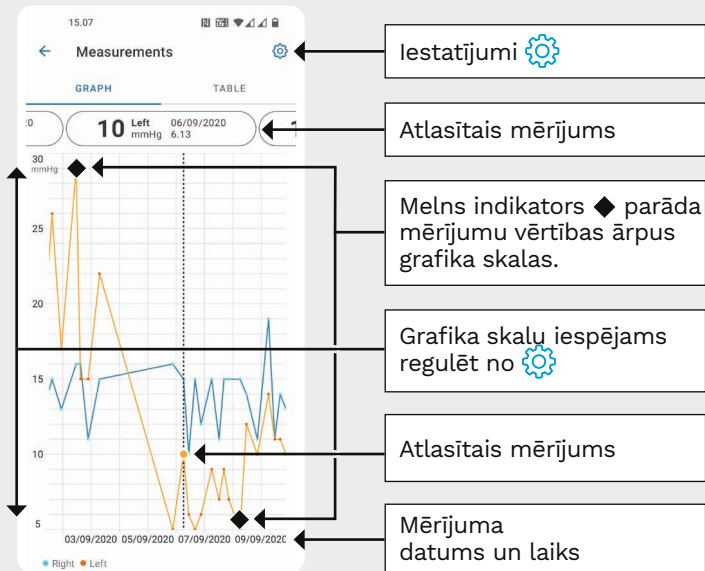 15.07
Measurements
Iestatījumi
GRAPH TABLE
10 Left 06/09/2020
mmHg 6.13
Atlasītais mērījums
30
mmHg
25
20
15
10
5
Melns indikators ◆ parāda
mērījumu vērtības ārpus
grafika skalas.
Grafika skalu iespējams
regulēt no
Atlasītais mērījums
03/09/2020 05/09/2020 07/09/2020 09/09/2020
Mērījuma
datums un laiks
Right Left